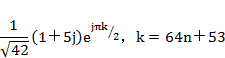 1/√42 (1+5j)e^{jπk/2}, k = 64n+53